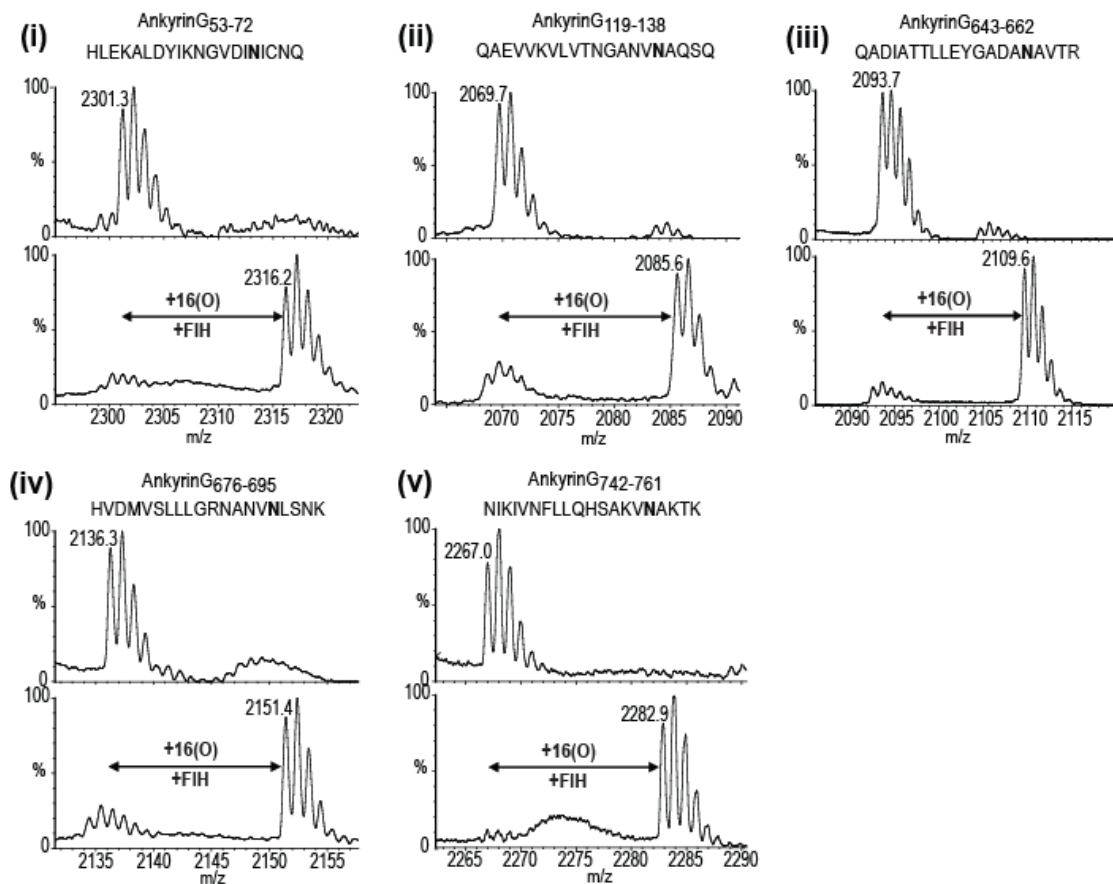 (i)
AnkyrinG53-72
HLEKALDYIKNGVDINICNQ
100
2301.3
%
0
100
2316.2
+16(O)
+FIH
%
0
2300 2305 2310 2315 2320
m/z
(ii)
AnkyrinG119-138
QAEVVKVLVTNGANVNAQSQ
100
2069.7
%
0
100
2085.6
+16(O)
+FIH
%
0
2070 2075 2080 2085 2090
m/z
(iii)
AnkyrinG643-662
QADIATTLLEYGADANAVTR
100
2093.7
%
0
100
2109.6
+16(O)
+FIH
%
0
2090 2095 2100 2105 2110 2115
m/z
(iv)
AnkyrinG676-695
HVDMVSLLLGRNANVNLSNK
100
2136.3
%
0
100
2151.4
+16(O)
+FIH
%
0
2135 2140 2145 2150 2155
m/z
(v)
AnkyrinG742-761
NIKIVNFLLQHSAKVNAKTK
100
2267.0
%
0
100
2282.9
+16(O)
+FIH
%
0
2265 2270 2275 2280 2285 2290
m/z